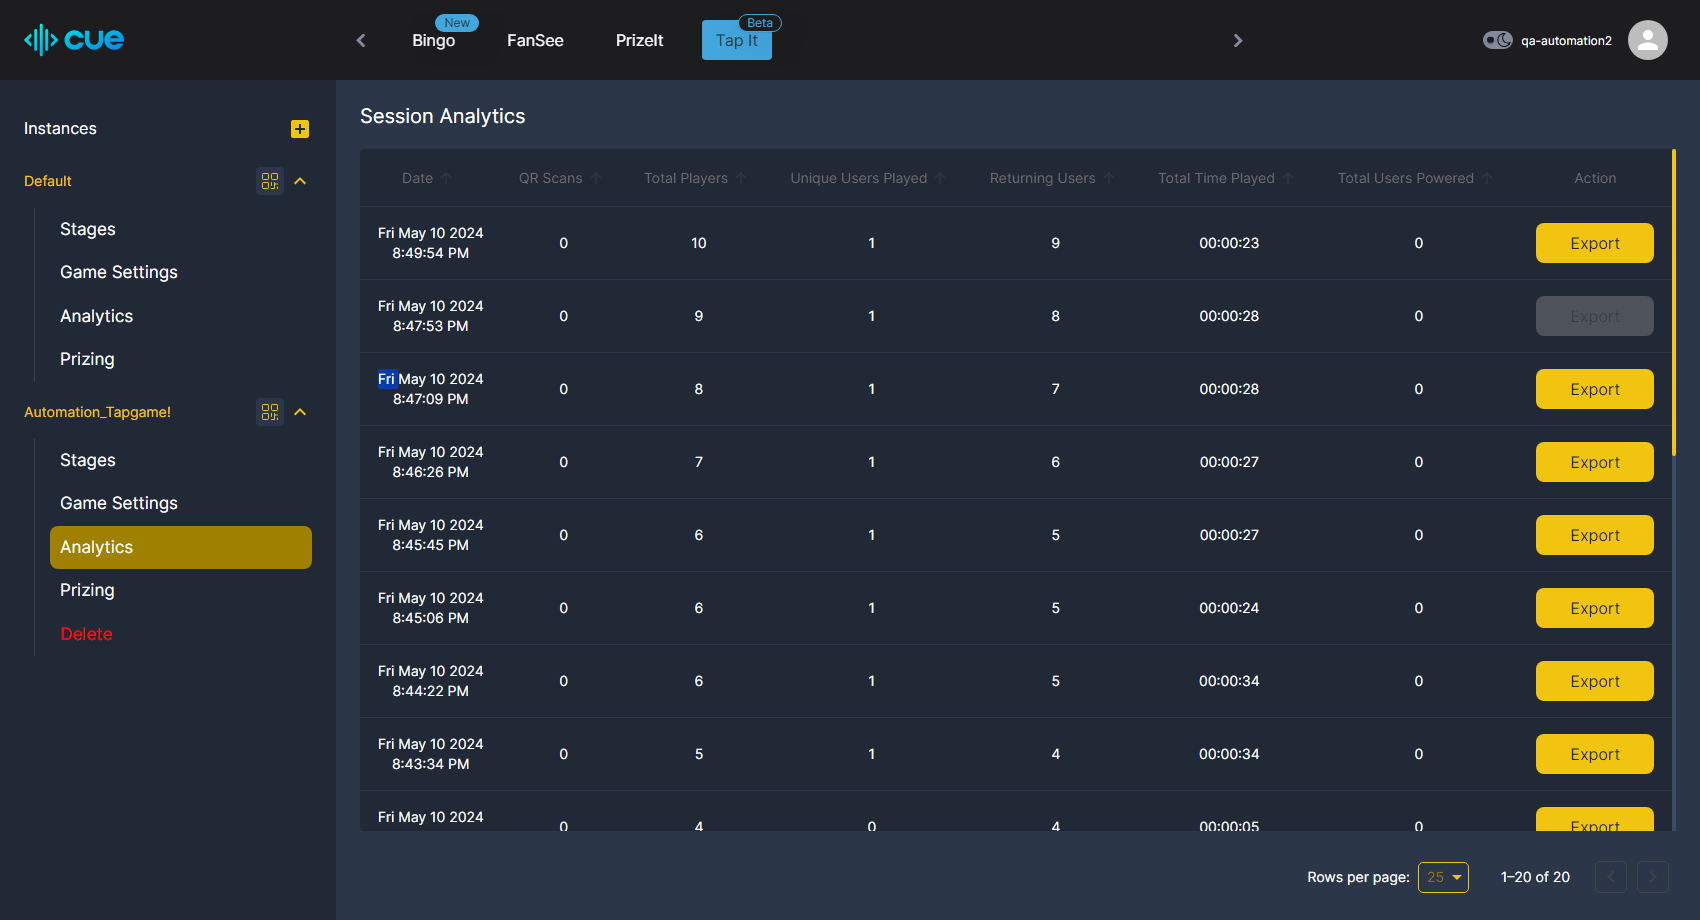 cue
Bingo
New
FanSee
PrizeIt
Tap It
Beta
qa-automation2
Instances
Default
Stages
Game Settings
Analytics
Prizing
Automation_Tapgame!
Stages
Game Settings
Analytics
Prizing
Delete
Session Analytics
Date QR Scans Total Players Unique Users Played Returning Users Total Time Played Total Users Powered Action
Fri May 10 2024
8:49:54 PM 0 10 1 9 00:00:23 0 Export
Fri May 10 2024
8:47:53 PM 0 9 1 8 00:00:28 0 Export
Fri May 10 2024
8:47:09 PM 0 8 1 7 00:00:28 0 Export
Fri May 10 2024
8:46:26 PM 0 7 1 6 00:00:27 0 Export
Fri May 10 2024
8:45:45 PM 0 6 1 5 00:00:27 0 Export
Fri May 10 2024
8:45:06 PM 0 6 1 5 00:00:24 0 Export
Fri May 10 2024
8:44:22 PM 0 6 1 5 00:00:34 0 Export
Fri May 10 2024
8:43:34 PM 0 5 1 4 00:00:34 0 Export
Fri May 10 2024
0 4 0 4 00:00:05 0 Export
Rows per page: 25 1–20 of 20